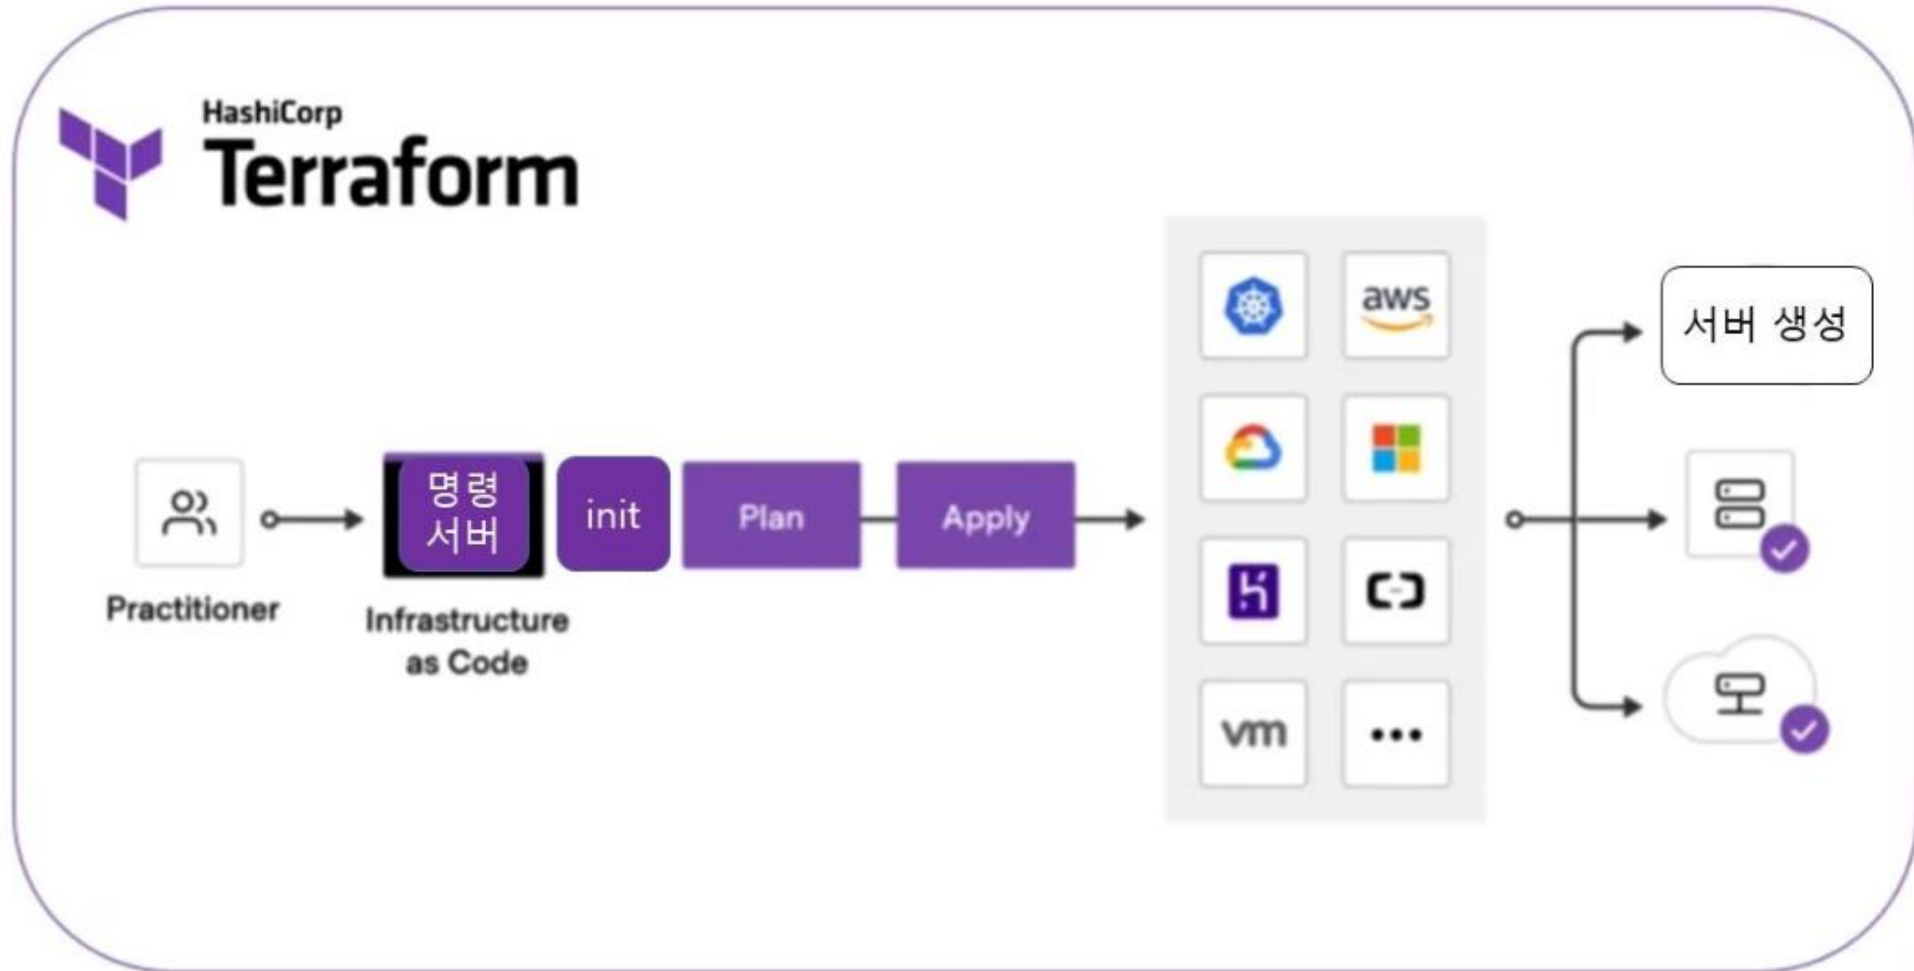 HashiCorp
Terraform
Practitioner
명령
서버
Infrastructure
as Code
init
Plan
Apply
aws
vm
서버 생성